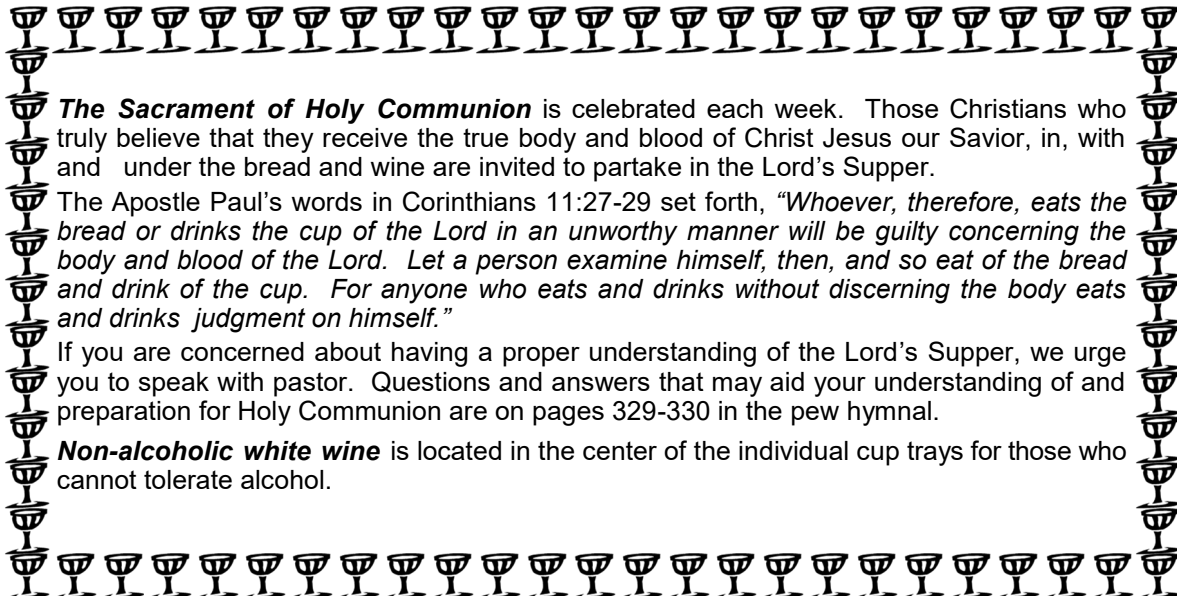 The Sacrament of Holy Communion is celebrated each week. Those Christians who
truly believe that they receive the true body and blood of Christ Jesus our Savior, in, with
and under the bread and wine are invited to partake in the Lord’s Supper.
The Apostle Paul’s words in Corinthians 11:27-29 set forth, “Whoever, therefore, eats the
bread or drinks the cup of the Lord in an unworthy manner will be guilty concerning the
body and blood of the Lord. Let a person examine himself, then, and so eat of the bread
and drink of the cup. For anyone who eats and drinks without discerning the body eats
and drinks judgment on himself.”
If you are concerned about having a proper understanding of the Lord’s Supper, we urge
you to speak with pastor. Questions and answers that may aid your understanding of and
preparation for Holy Communion are on pages 329-330 in the pew hymnal.
Non-alcoholic white wine is located in the center of the individual cup trays for those who
cannot tolerate alcohol.